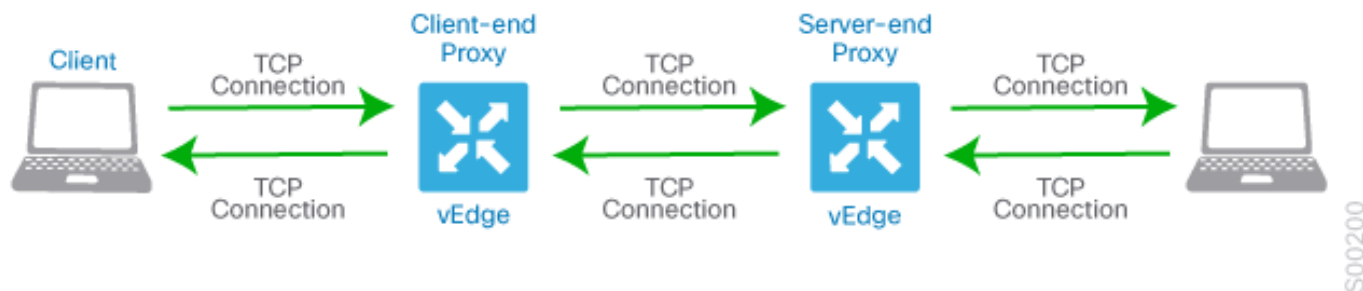 Client
TCP
Connection
Client-end
Proxy
TCP
Connection
Server-end
Proxy
TCP
Connection
TCP
Connection
vEdge
TCP
Connection
vEdge
TCP
Connection
S00200